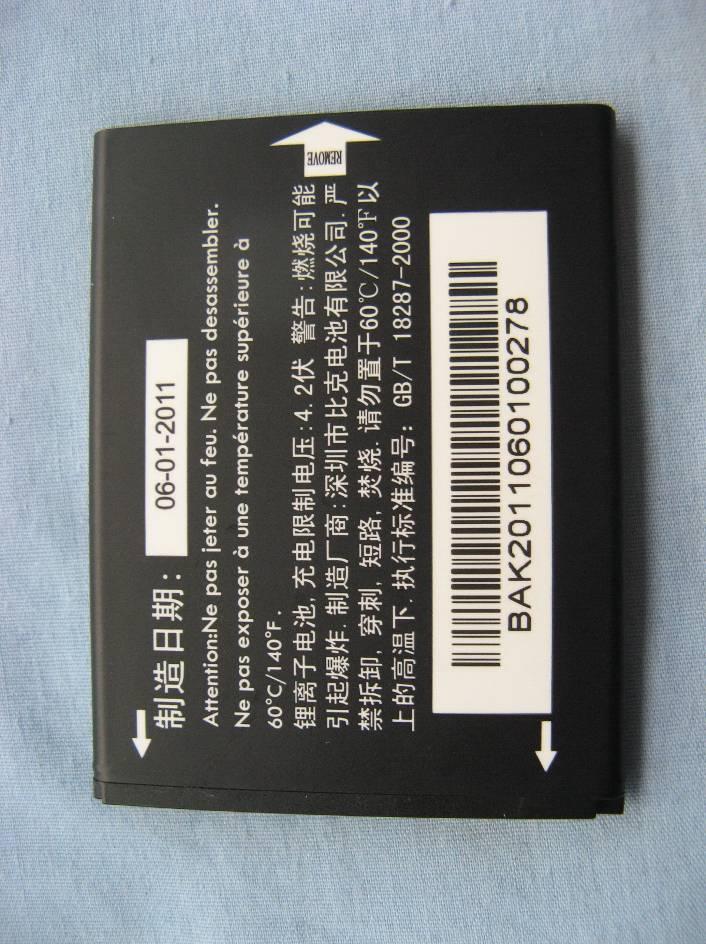 制造日期: 06-01-2011
Attention:Ne pas jeter au feu. Ne pas desassembler.
Ne pas exposer à une température supérieure à
60°C/140°F.
锂离子电池,充电限制电压:4.2伏 警告:燃烧可能
引起爆炸.制造厂商:深圳市比克电池有限公司.严
禁拆卸,穿刺,短路,焚烧.请勿置于60℃/140℉以
上的高温下.执行标准编号: GB/T 18287-2000
REMOVE
BAK2011060100278